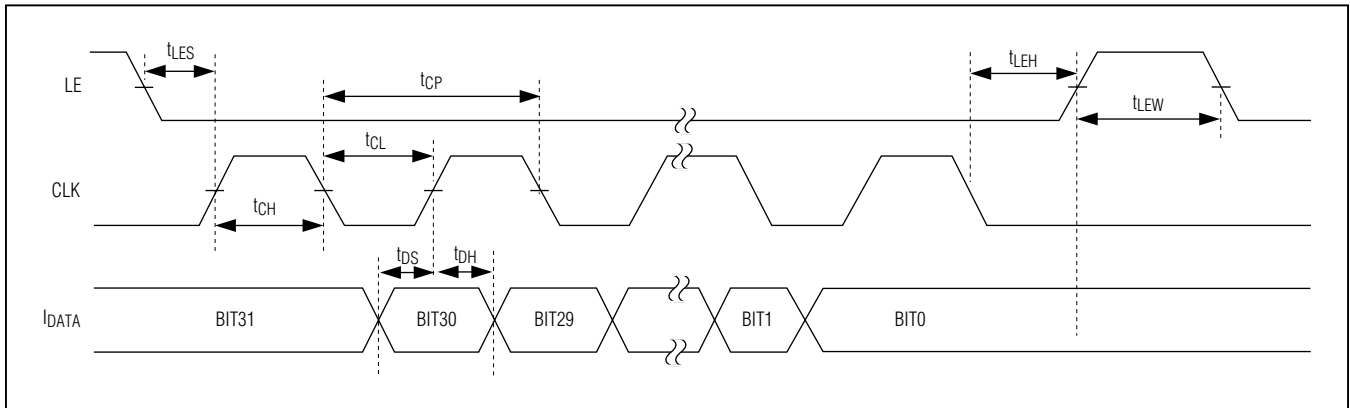 tLES
tLEH
LE
tCP
tLEW
tCL
CLK
tCH
tDS
tDH
IDATA
BIT31
BIT30
BIT29
BIT1
BIT0